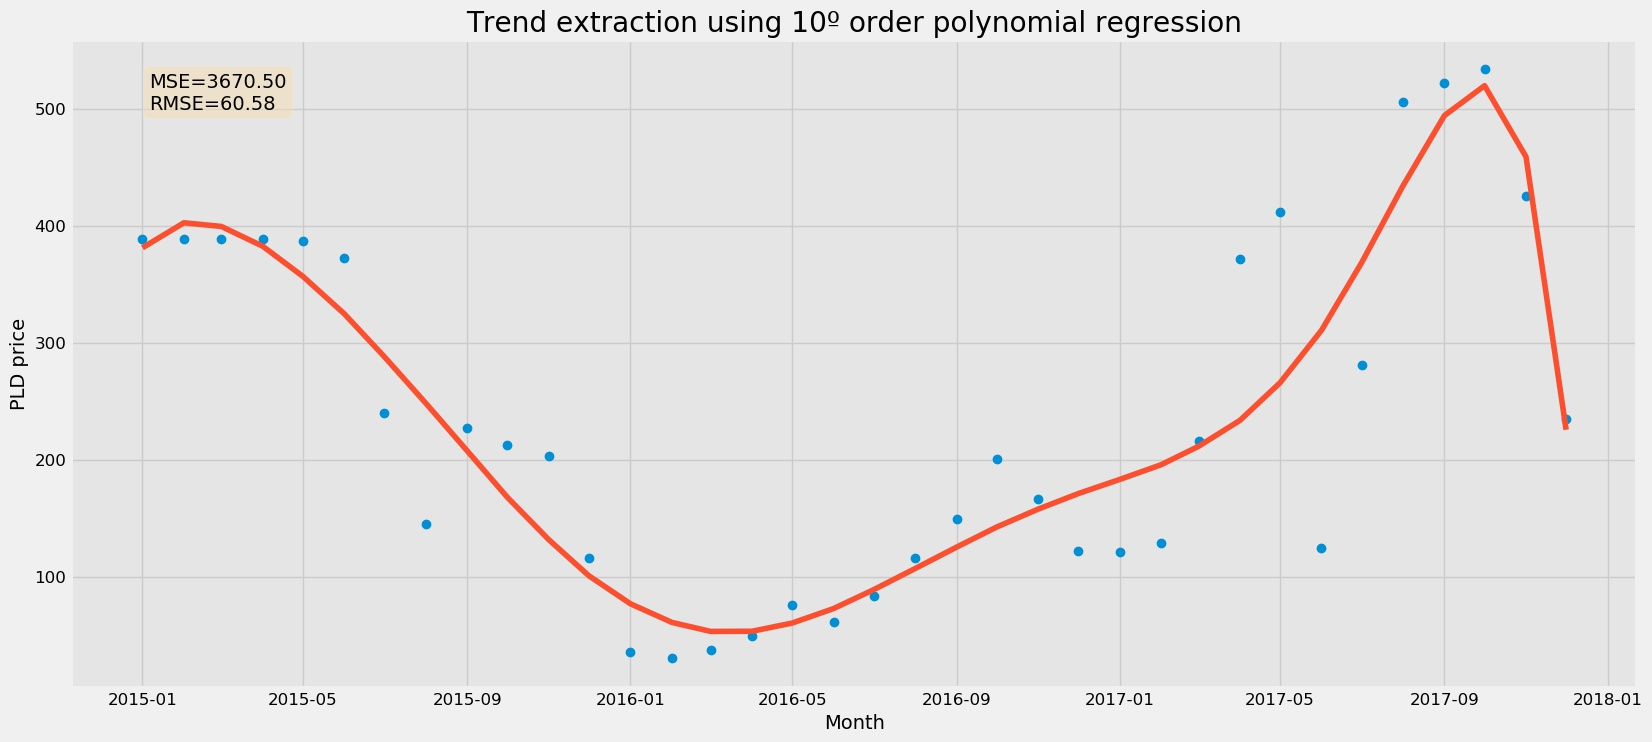 Trend extraction using 10º order polynomial regression
MSE=3670.50
RMSE=60.58
500
400
300
200
100
PLD price
2015-01 2015-05 2015-09 2016-01 2016-05 2016-09 2017-01 2017-05 2017-09 2018-01
Month